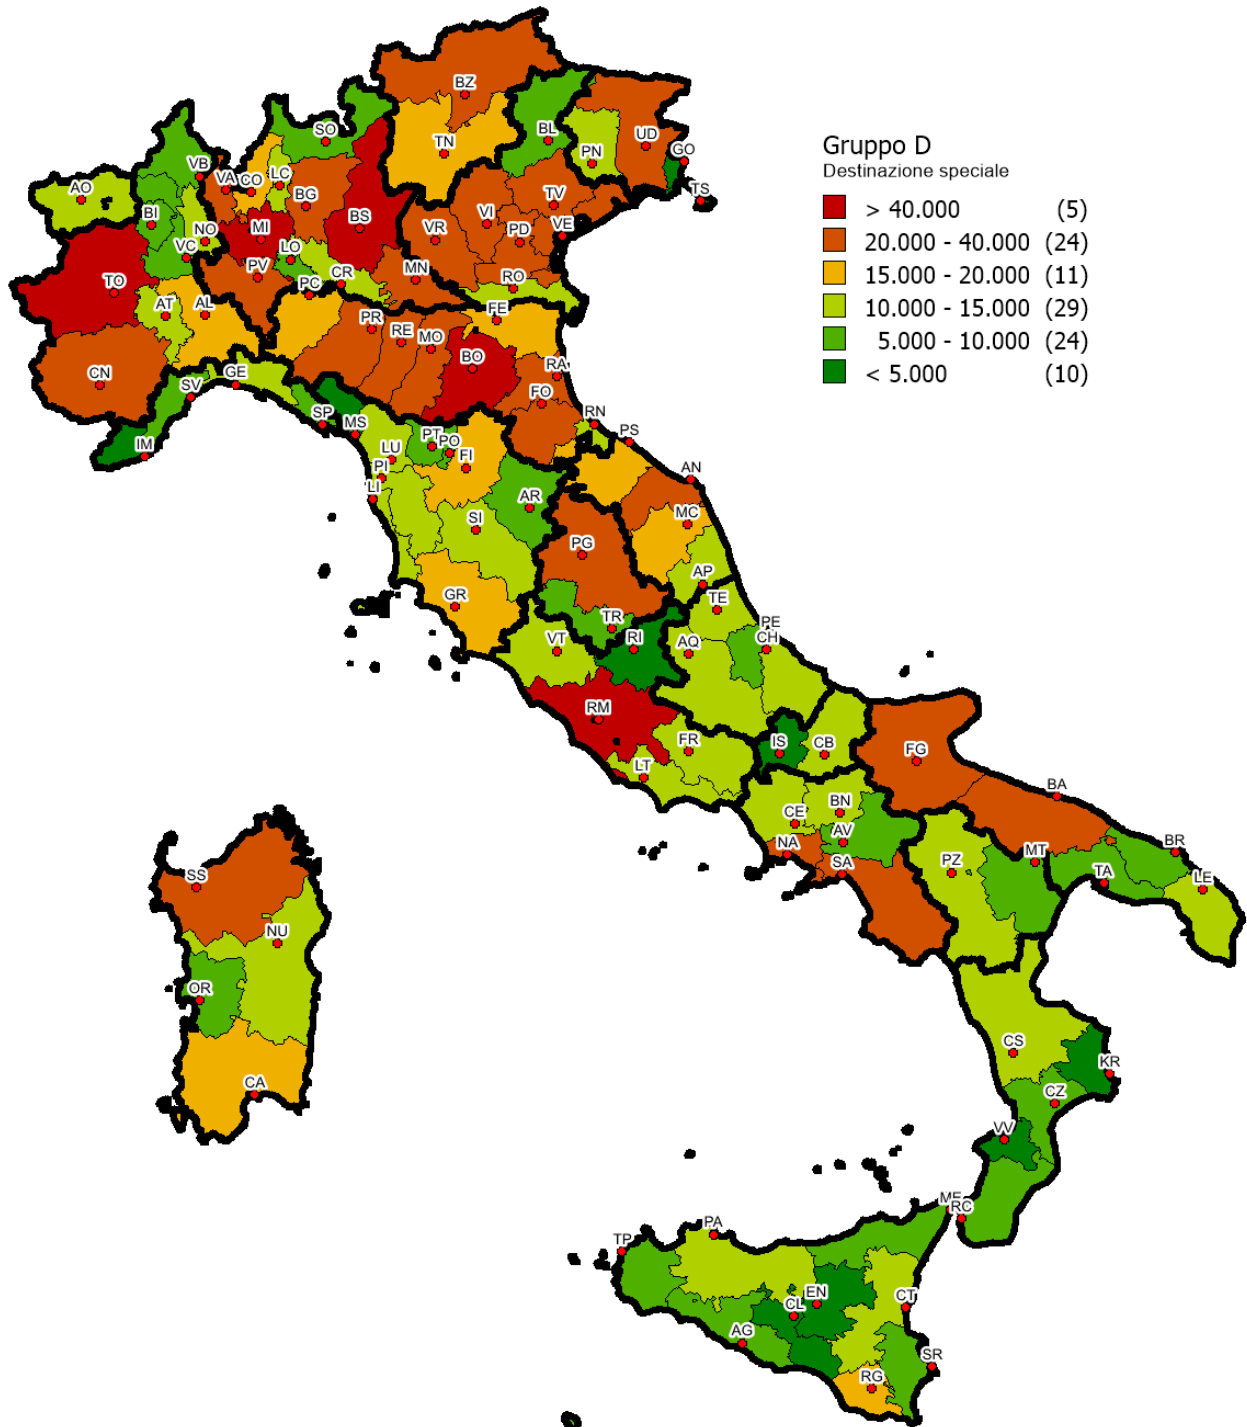 Gruppo D
Destinazione speciale
> 40.000 (5)
20.000 - 40.000 (24)
15.000 - 20.000 (11)
10.000 - 15.000 (29)
5.000 - 10.000 (24)
< 5.000 (10)
BZ
SO
BL
UD
TN
PN
GO
VB
AO
VA
CO
LC
BG
TS
BI
TV
NO
MI
BS
VI
VE
VR
PD
VC
LO
TO
PV
PC
CR
MN
RO
AT
AL
FE
PR
RE
MO
BO
RA
CN
GE
SV
FO
SP
MS
RN
PS
IM
LU
PT
PO
FI
PI
LI
AN
AR
SI
MC
PG
AP
GR
TE
TR
PE
VT
RI
AQ
CH
RM
FR
IS
CB
FG
LT
BA
CE
BN
AV
NA
SA
PZ
MT
BR
TA
LE
SS
NU
OR
CA
CS
KR
CZ
VV
ME
RC
PA
TP
EN
CL
CT
AG
SR
RG